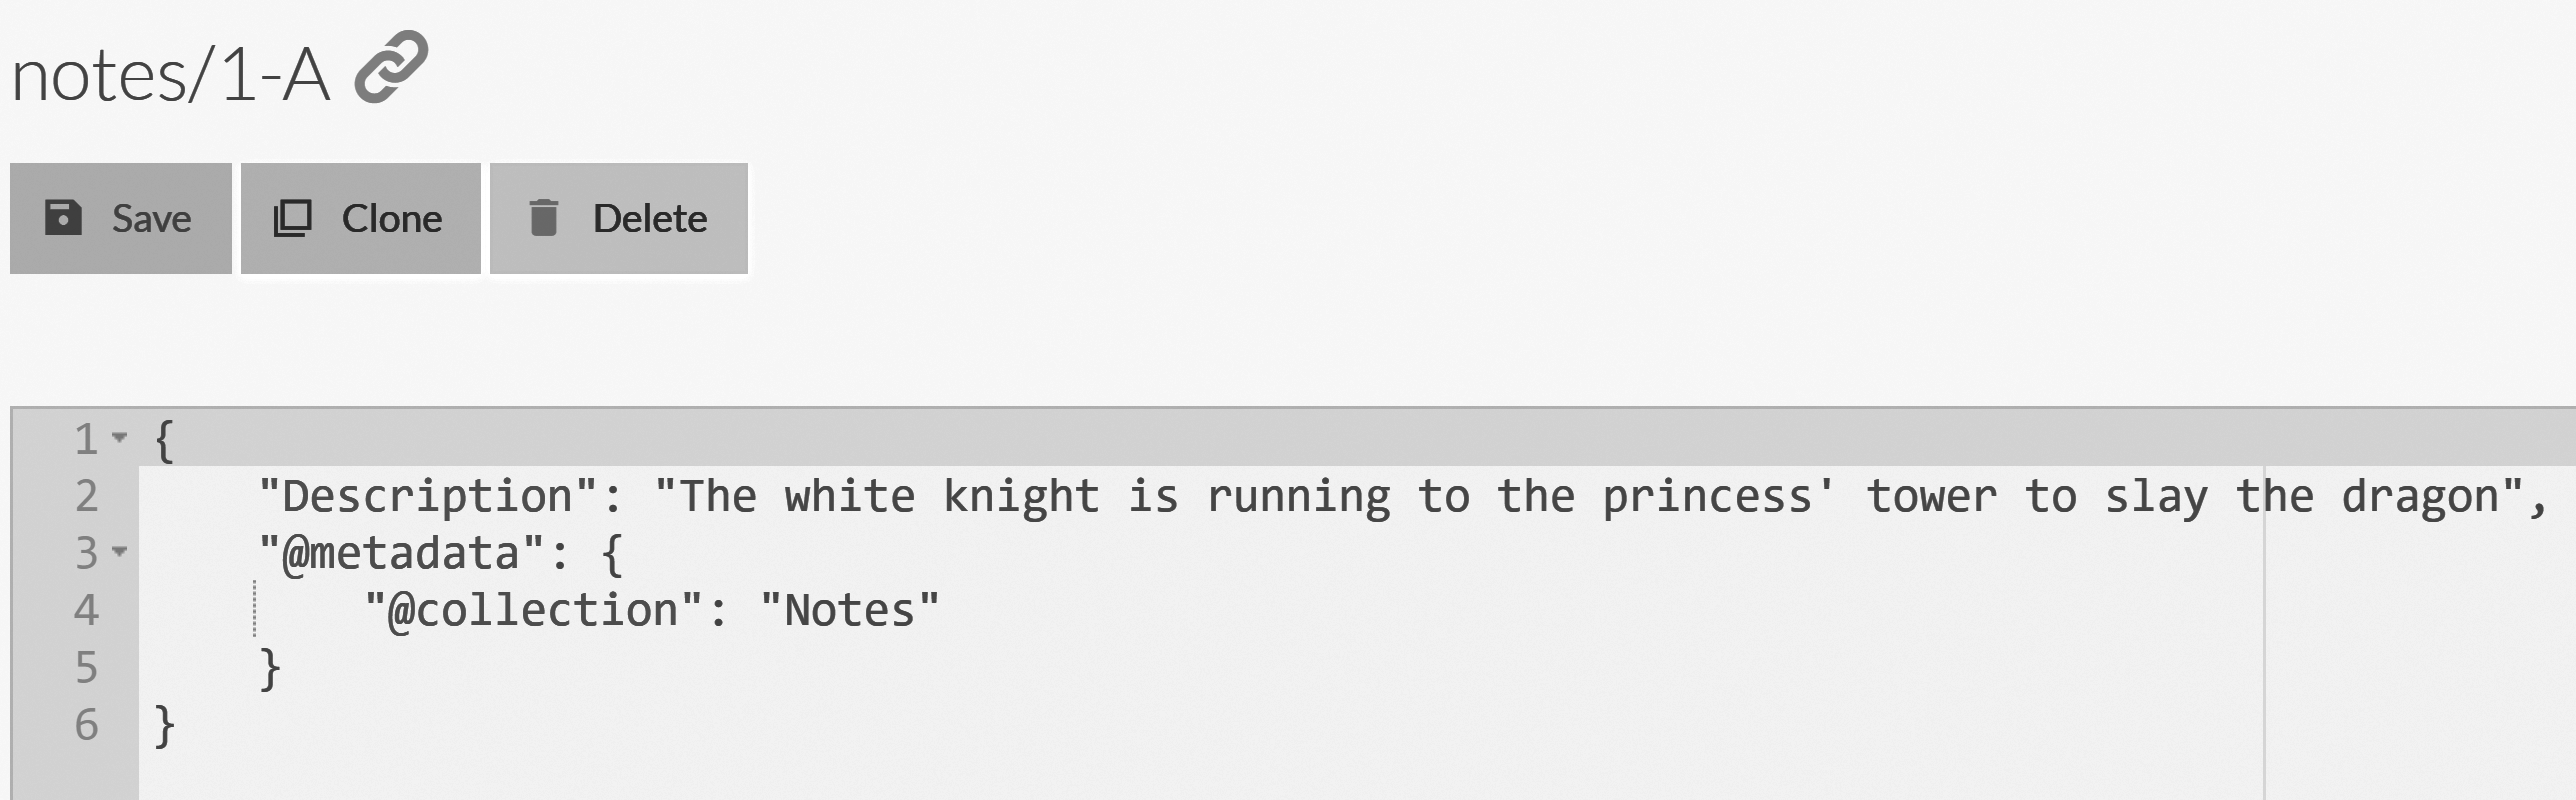 notes/1-A
Save Clone Delete
1 {
2 "Description": "The white knight is running to the princess' tower to slay the dragon",
3 "@metadata": {
4 "@collection": "Notes"
5 }
6 }